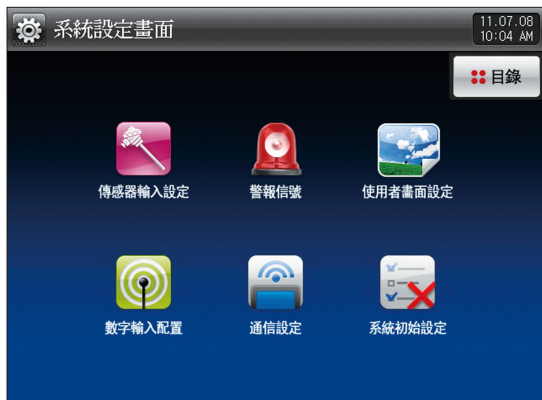 系統設定畫面
11.07.08
10:04 AM
目錄
傳感器輸入設定
警報信號
使用者畫面設定
數字輸入配置
通信設定
系統初始設定